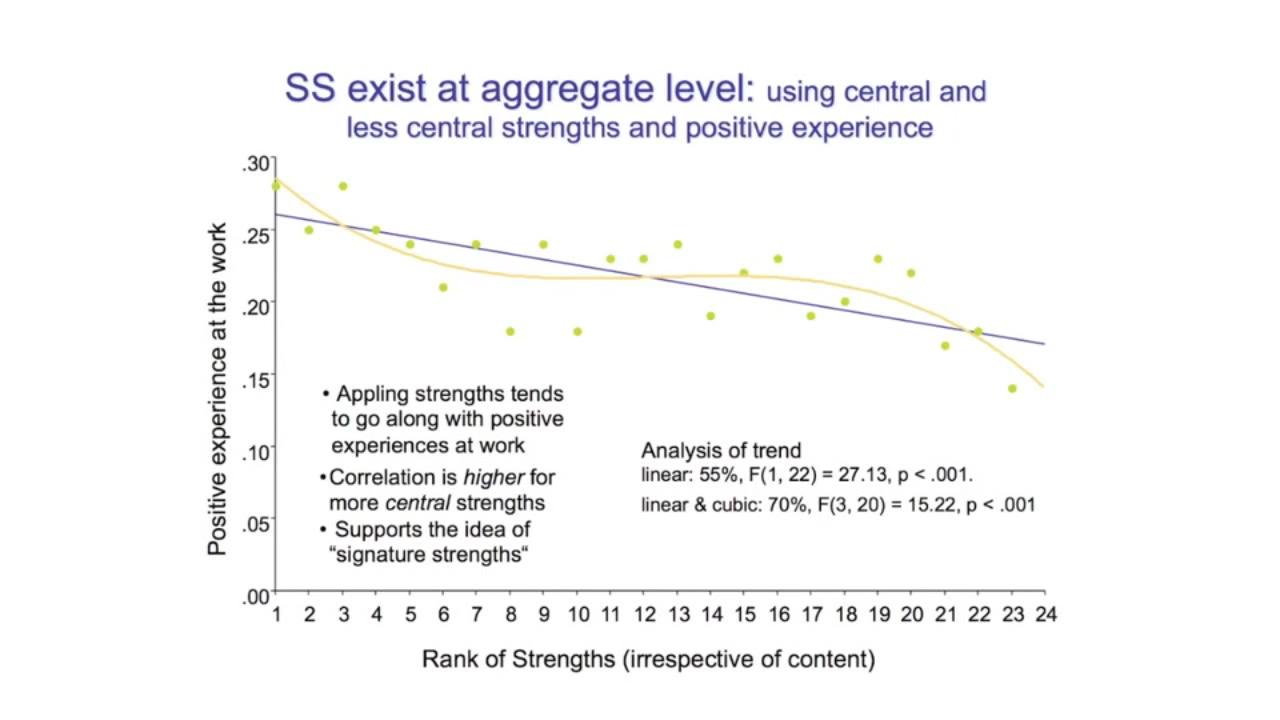 SS exist at aggregate level: using central and
less central strengths and positive experience
Positive experience at the work
.30
.25
.20
.15
.10
.05
.00
• Appling strengths tends
to go along with positive
experiences at work
•Correlation is higher for
more central strengths
• Supports the idea of
“signature strengths“
Analysis of trend
linear: 55%, F(1, 22) = 27.13, p < .001.
linear & cubic: 70%, F(3, 20) = 15.22, p < .001
1 2 3 4 5 6 7 8 9 10 11 12 13 14 15 16 17 18 19 20 21 22 23 24
Rank of Strengths (irrespective of content)